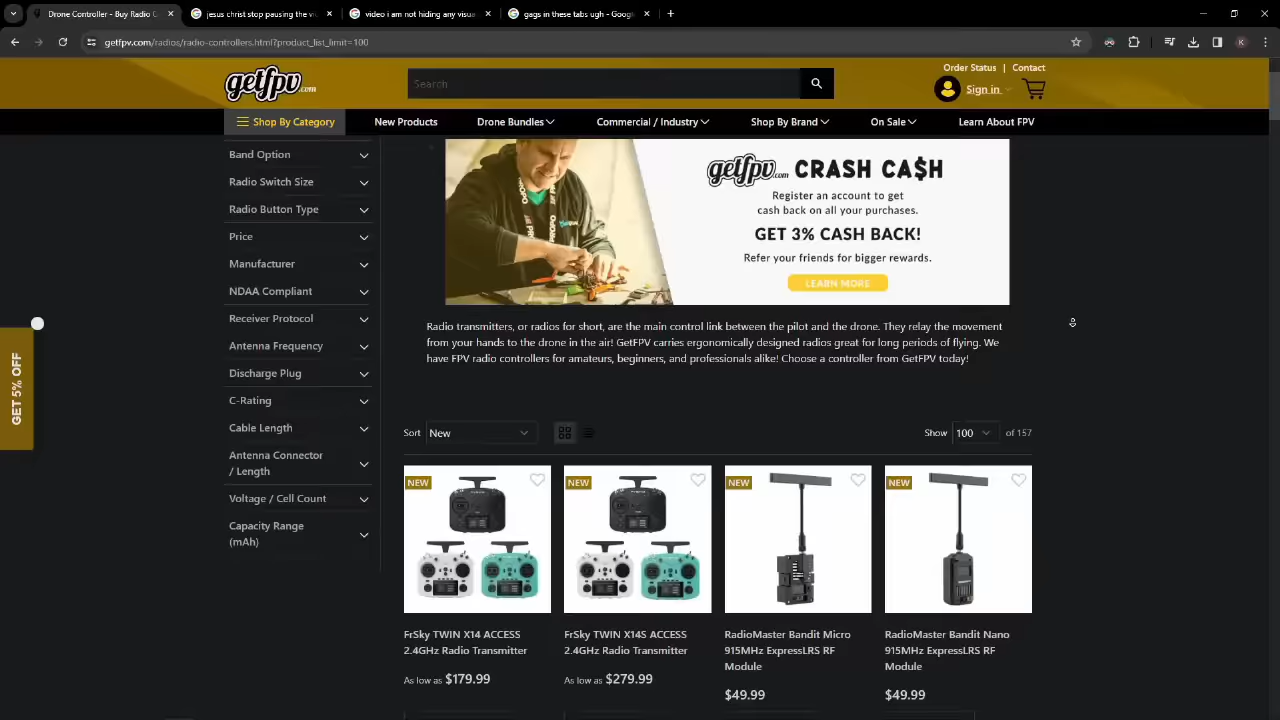 Drone Controller - Buy Radio C
jesus christ stop pausing the v
video i am not hiding any visua
gags in these tabs ugh - Google
getfpv.com/radios/radio-controllers.html?product_list_limit=100
K
Order Status | Contact
getfpv.com
Search
Sign in
Shop By Category
New Products
Drone Bundles
Commercial / Industry
Shop By Brand
On Sale
Learn About FPV
Band Option
Radio Switch Size
Radio Button Type
Price
Manufacturer
NDAA Compliant
Receiver Protocol
Antenna Frequency
Discharge Plug
C-Rating
Cable Length
Antenna Connector
/ Length
Voltage / Cell Count
Capacity Range
(mAh)
GET 5% OFF
PROPO
getfpv.com CRASH CA$H
Register an account to get
cash back on all your purchases.
GET 3% CASH BACK!
Refer your friends for bigger rewards.
LEARN MORE
Radio transmitters, or radios for short, are the main control link between the pilot and the drone. They relay the movement
from your hands to the drone in the air! GetFPV carries ergonomically designed radios great for long periods of flying. We
have FPV radio controllers for amateurs, beginners, and professionals alike! Choose a controller from GetFPV today!
Sort New
Show 100 of 157
NEW
NEW
NEW
NEW
FrSky TWIN X14 ACCESS
2.4GHz Radio Transmitter
As low as $179.99
FrSky TWIN X14S ACCESS
2.4GHz Radio Transmitter
As low as $279.99
RadioMaster Bandit Micro
915MHz ExpressLRS RF
Module
$49.99
RadioMaster Bandit Nano
915MHz ExpressLRS RF
Module
$49.99